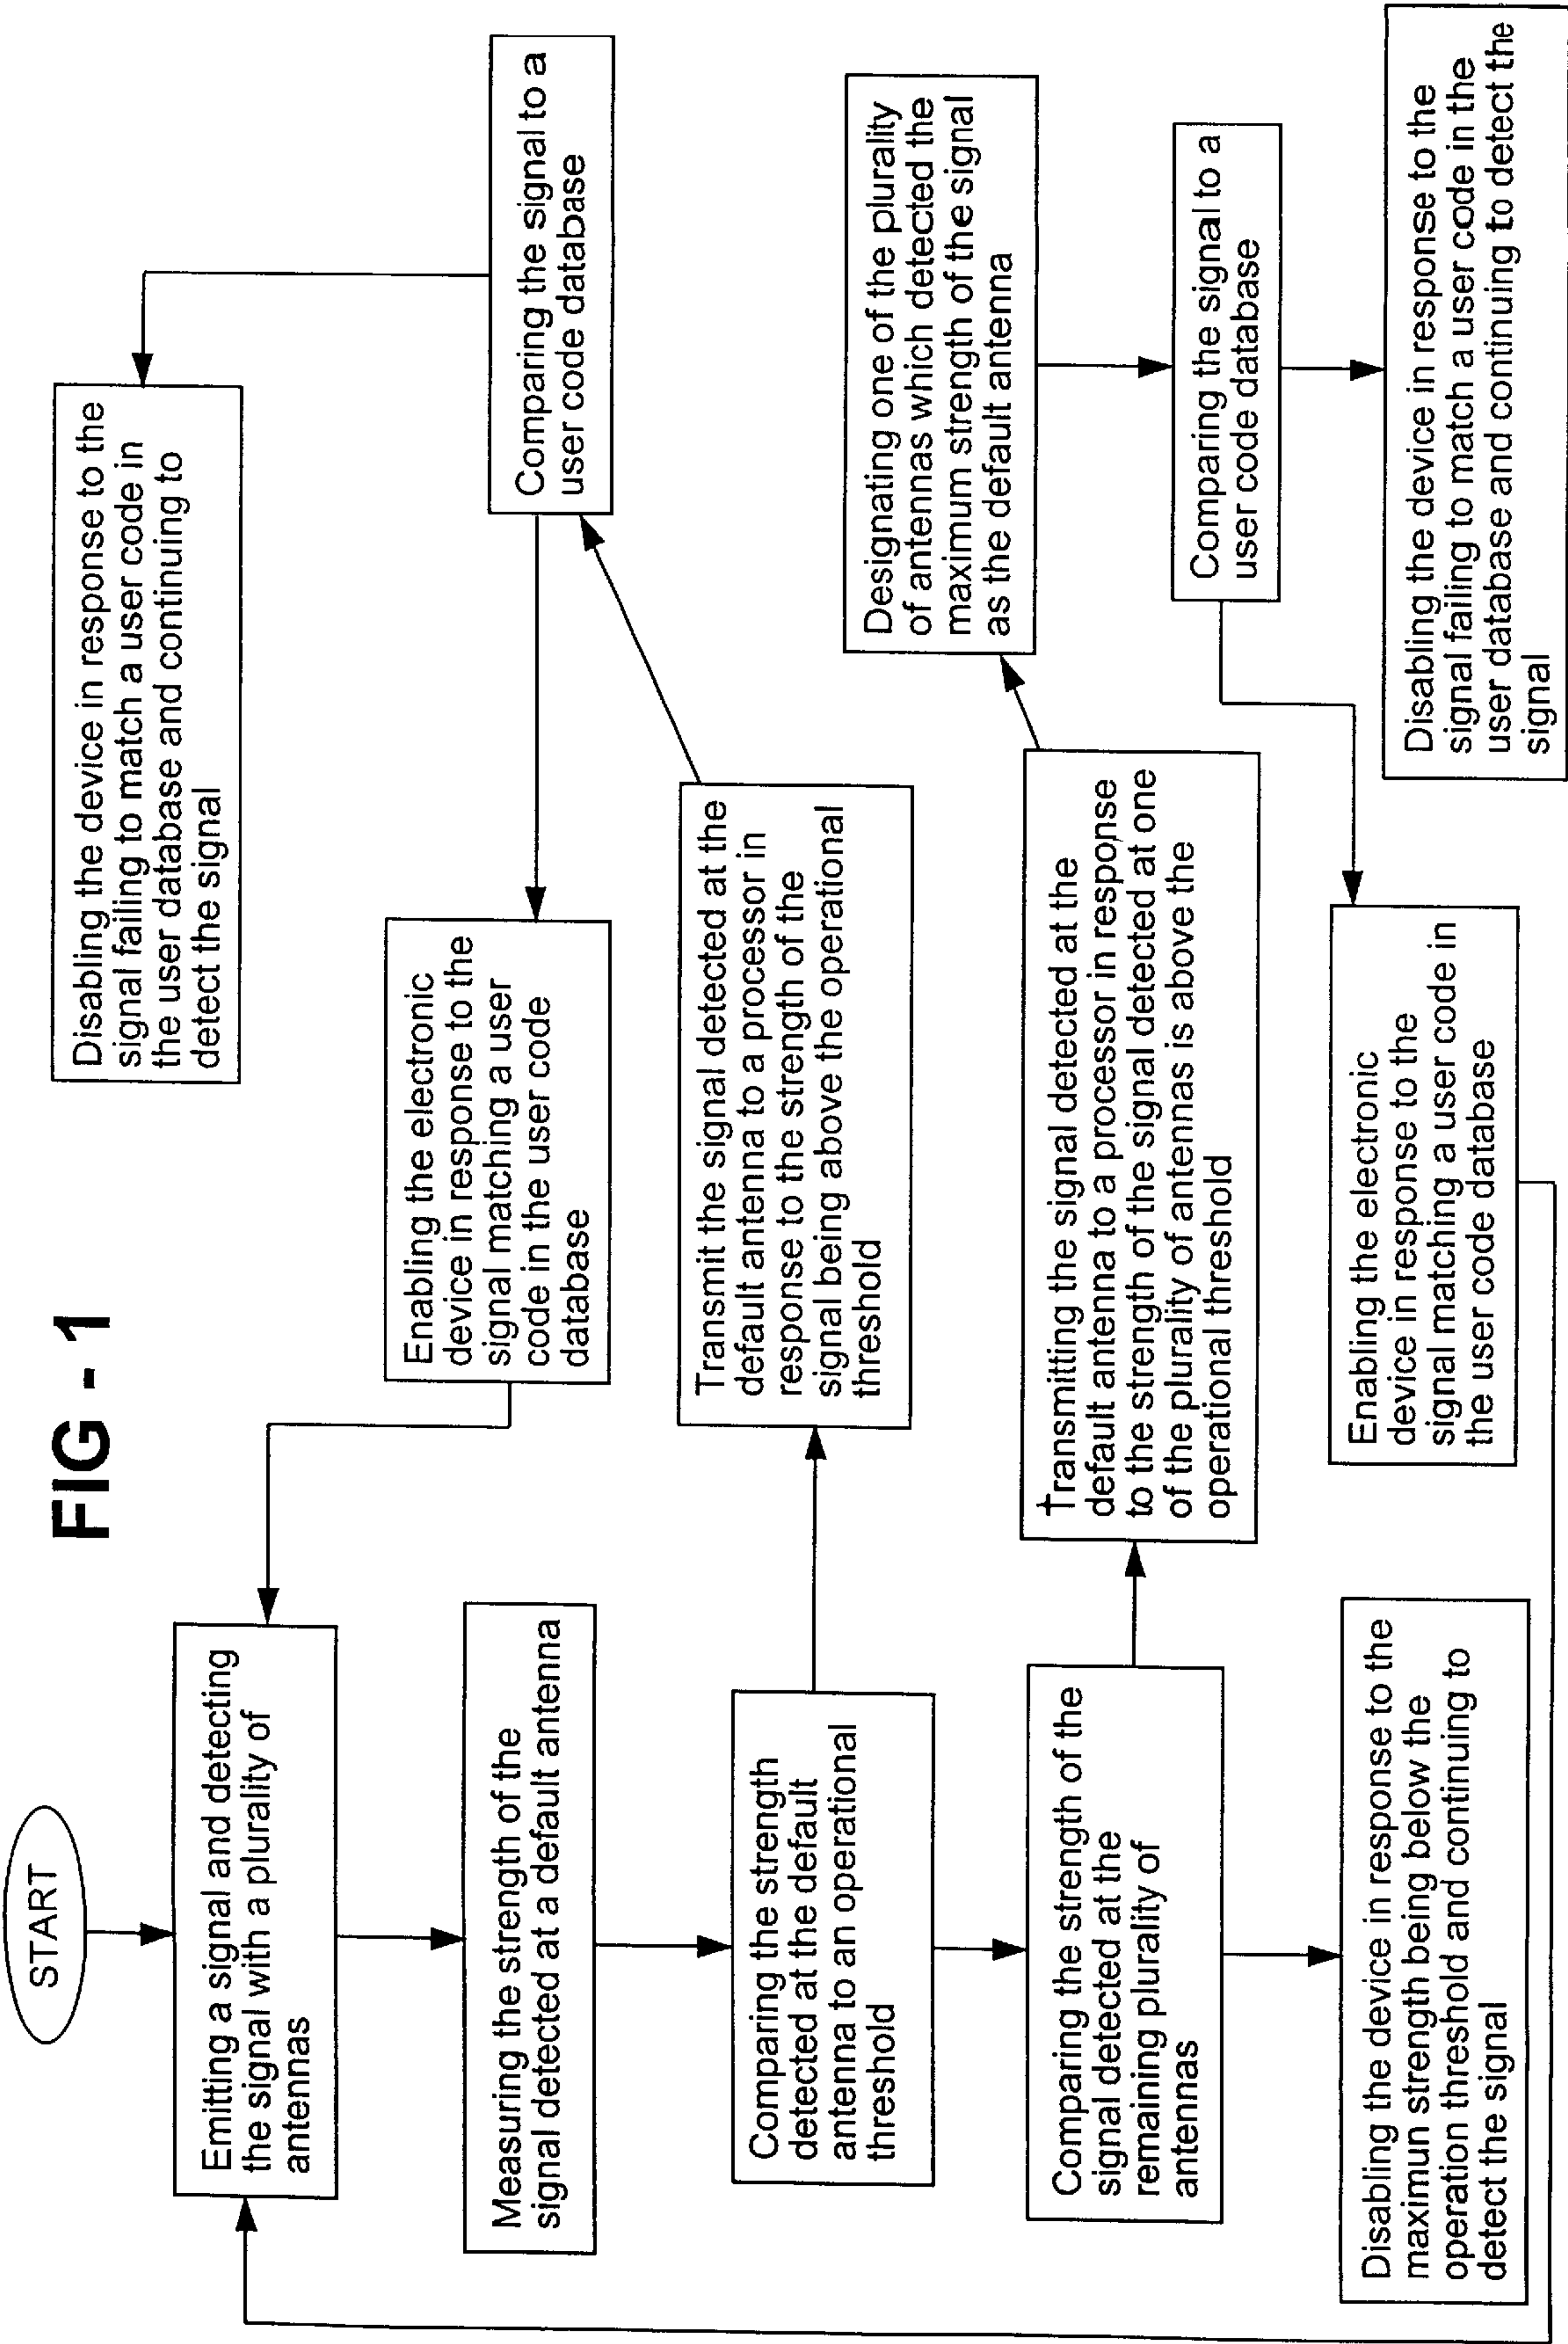 FIG - 1
START
Emitting a signal and detecting
the signal with a plurality of
antennas
Measuring the strength of the
signal detected at a default antenna
Comparing the strength
detected at the default
antenna to an operational
threshold
Comparing the strength of the
signal detected at the
remaining plurality of
antennas
Disabling the device in response to the
maximun strength being below the
operation threshold and continuing to
detect the signal
Enabling the electronic
device in response to the
signal matching a user
code in the user code
database
Transmit the signal detected at the
default antenna to a processor in
response to the strength of the
signal being above the operational
threshold
Transmitting the signal detected at the
default antenna to a processor in response
to the strength of the signal detected at one
of the plurality of antennas is above the
operational threshold
Enabling the electronic
device in response to the
signal matching a user code in
the user code database
Disabling the device in response to the
signal failing to match a user code in
the user database and continuing to
detect the signal
Comparing the signal to a
user code database
Designating one of the plurality
of antennas which detected the
maximum strength of the signal
as the default antenna
Comparing the signal to a
user code database
Disabling the device in response to the
signal failing to match a user code in the
user database and continuing to detect the
signal